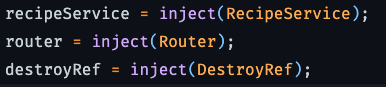 recipeService = inject(RecipeService);
router = inject(Router);
destroyRef = inject(DestroyRef);